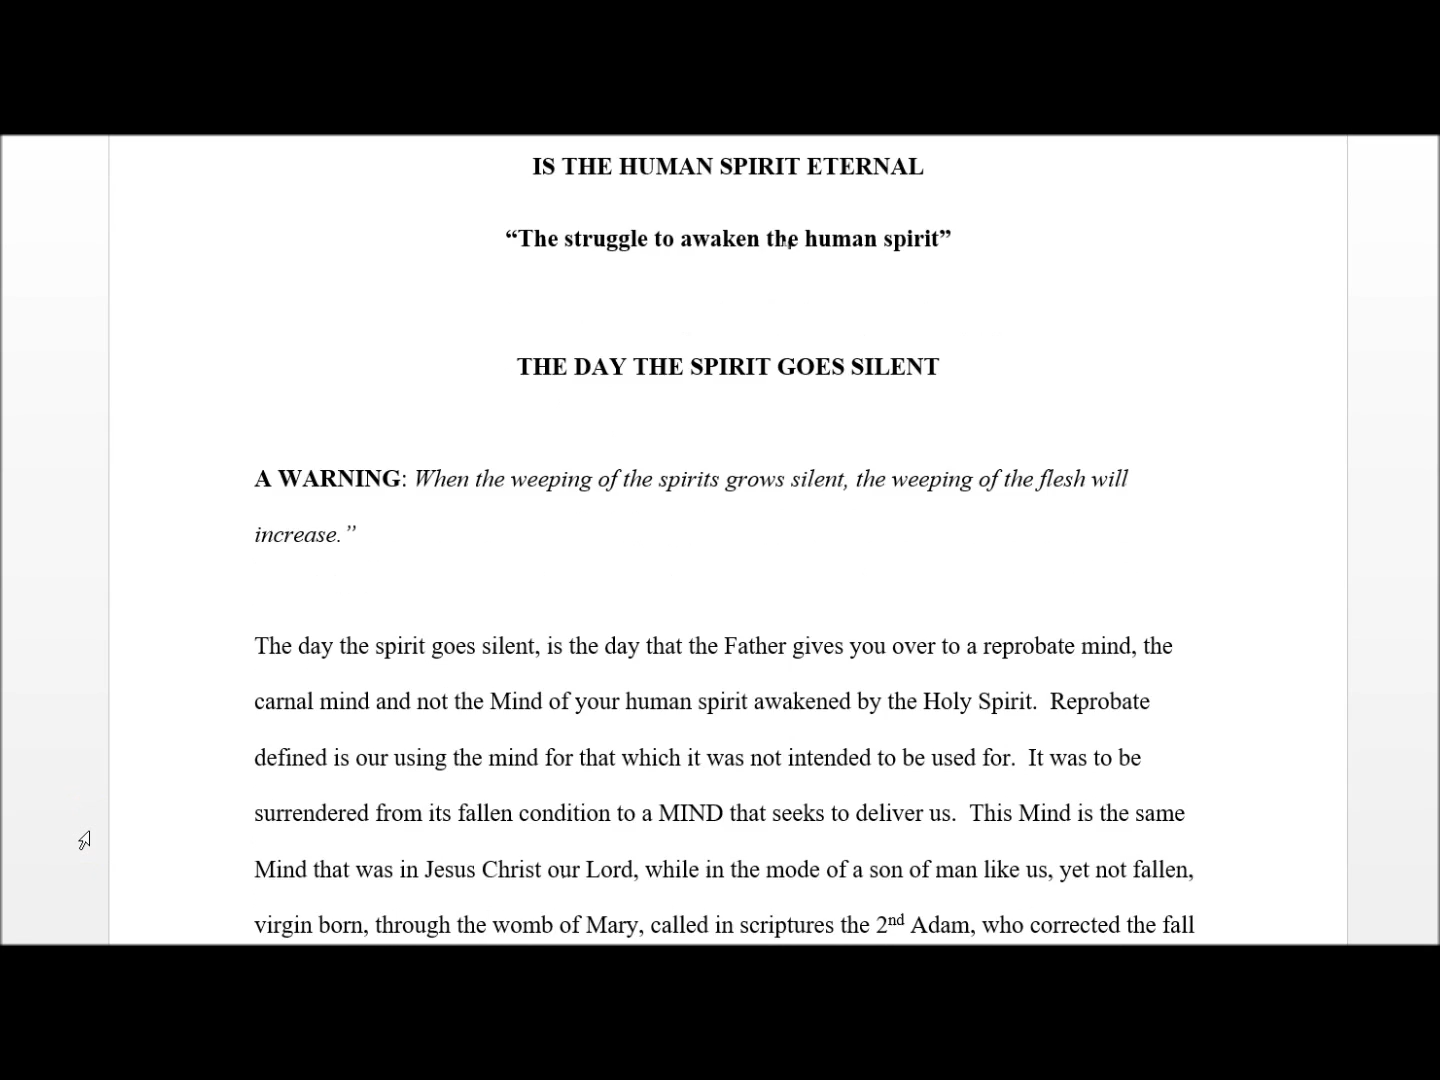 IS THE HUMAN SPIRIT ETERNAL
“The struggle to awaken the human spirit”
THE DAY THE SPIRIT GOES SILENT
A WARNING: When the weeping of the spirits grows silent, the weeping of the flesh will
increase.”
The day the spirit goes silent, is the day that the Father gives you over to a reprobate mind, the
carnal mind and not the Mind of your human spirit awakened by the Holy Spirit.  Reprobate
defined is our using the mind for that which it was not intended to be used for.  It was to be
surrendered from its fallen condition to a MIND that seeks to deliver us.  This Mind is the same
Mind that was in Jesus Christ our Lord, while in the mode of a son of man like us, yet not fallen,
virgin born, through the womb of Mary, called in scriptures the 2nd Adam, who corrected the fall